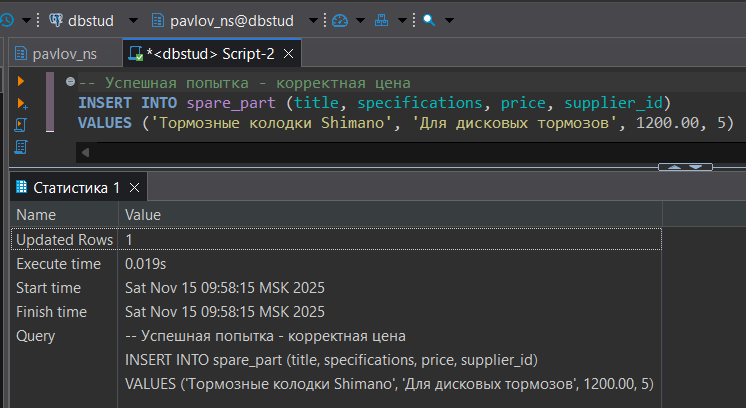 dbstud pavlov_ns@dbstud
pavlov_ns *<dbstud> Script-2
-- Успешная попытка - корректная цена
INSERT INTO spare_part (title, specifications, price, supplier_id)
VALUES ('Тормозные колодки Shimano', 'Для дисковых тормозов', 1200.00, 5)
Статистика 1
Name Value
Updated Rows 1
Execute time 0.019s
Start time Sat Nov 15 09:58:15 MSK 2025
Finish time Sat Nov 15 09:58:15 MSK 2025
Query -- Успешная попытка - корректная цена
INSERT INTO spare_part (title, specifications, price, supplier_id)
VALUES ('Тормозные колодки Shimano', 'Для дисковых тормозов', 1200.00, 5)